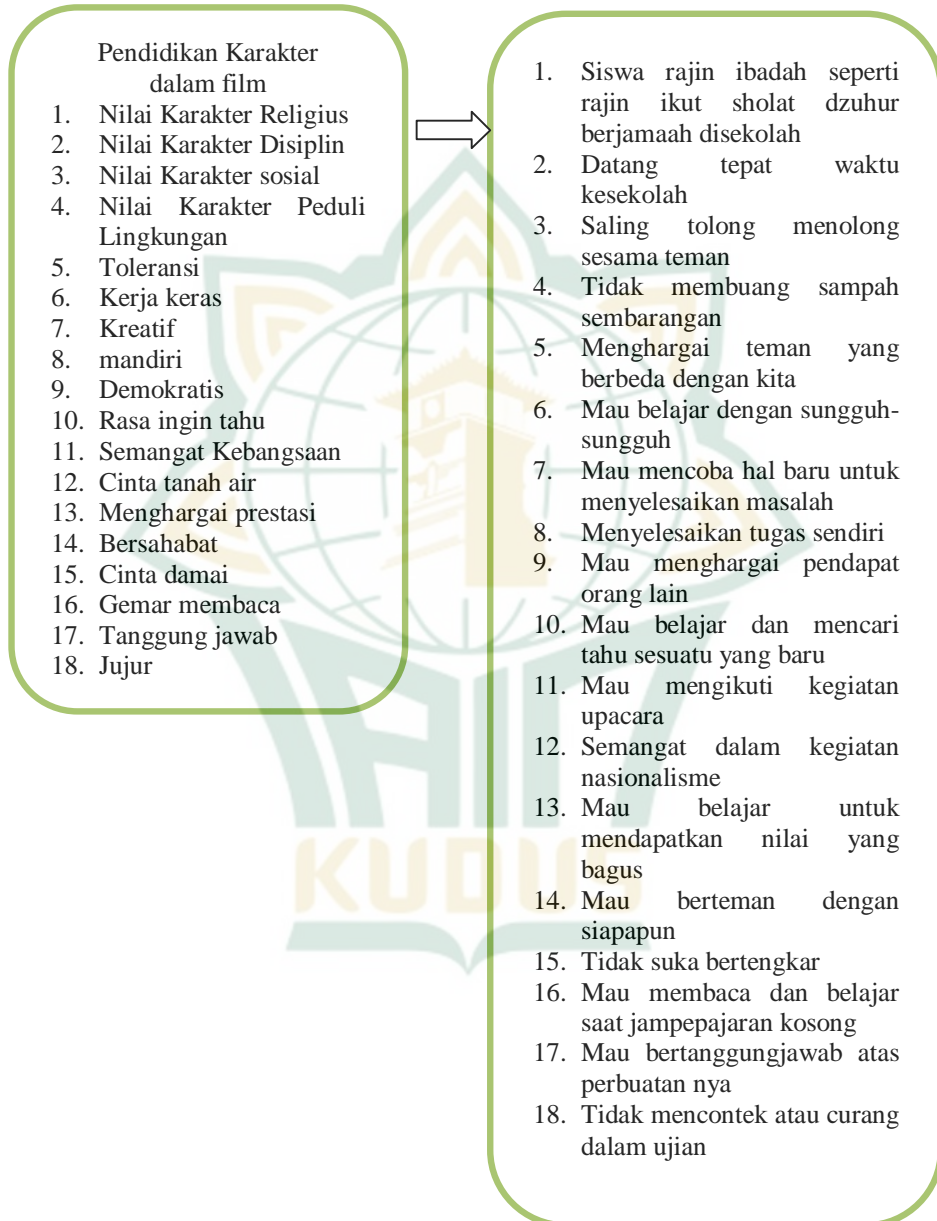 Pendidikan Karakter
dalam film
1. Nilai Karakter Religius
2. Nilai Karakter Disiplin
3. Nilai Karakter sosial
4. Nilai Karakter Peduli
Lingkungan
5. Toleransi
6. Kerja keras
7. Kreatif
8. mandiri
9. Demokratis
10. Rasa ingin tahu
11. Semangat Kebangsaan
12. Cinta tanah air
13. Menghargai prestasi
14. Bersahabat
15. Cinta damai
16. Gemar membaca
17. Tanggung jawab
18. Jujur
1. Siswa rajin ibadah seperti
rajin ikut sholat dzuhur
berjamaah disekolah
2. Datang tepat waktu
kesekolah
3. Saling tolong menolong
sesama teman
4. Tidak membuang sampah
sembarangan
5. Menghargai teman yang
berbeda dengan kita
6. Mau belajar dengan sungguh-
sungguh
7. Mau mencoba hal baru untuk
menyelesaikan masalah
8. Menyelesaikan tugas sendiri
9. Mau menghargai pendapat
orang lain
10. Mau belajar dan mencari
tahu sesuatu yang baru
11. Mau mengikuti kegiatan
upacara
12. Semangat dalam kegiatan
nasionalisme
13. Mau belajar untuk
mendapatkan nilai yang
bagus
14. Mau berteman dengan
siapapun
15. Tidak suka bertengkar
16. Mau membaca dan belajar
saat jampepajaran kosong
17. Mau bertanggungjawab atas
perbuatan nya
18. Tidak mencontek atau curang
dalam ujian
KUDUS